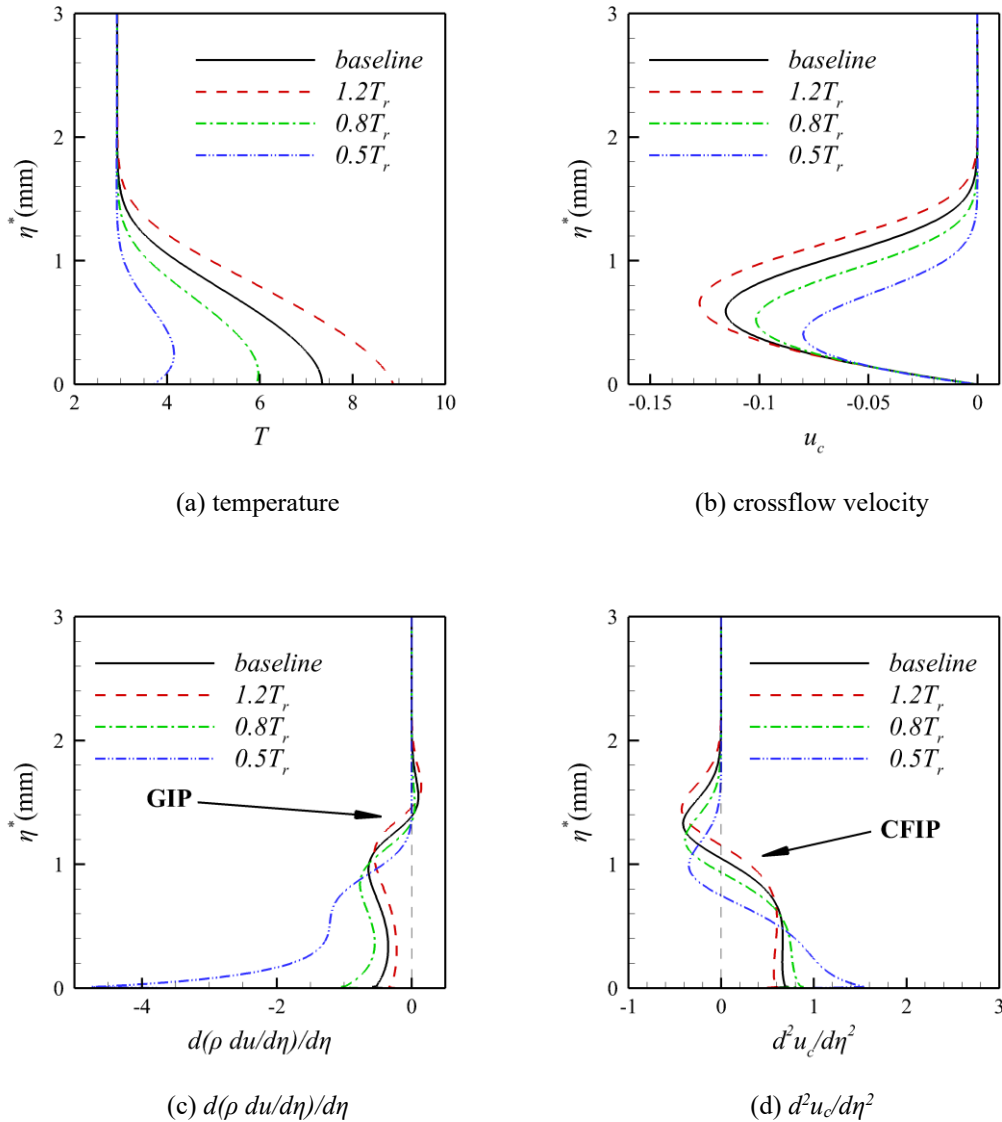 3
2
1
0
η* (mm)
baseline
1.2Tr
0.8Tr
0.5Tr
2 4 6 8 10
T
(a) temperature
3
2
1
0
η* (mm)
baseline
1.2Tr
0.8Tr
0.5Tr
-0.15 -0.1 -0.05 0
uc
(b) crossflow velocity
3
2
1
0
η* (mm)
baseline
1.2Tr
0.8Tr
0.5Tr
GIP
-4 -2 0
d(ρ du/dη)/dη
(c) d(ρ du/dη)/dη
3
2
1
0
η* (mm)
baseline
1.2Tr
0.8Tr
0.5Tr
CFIP
-1 0 1 2 3
d²uc/dη²
(d) d²uc/dη²